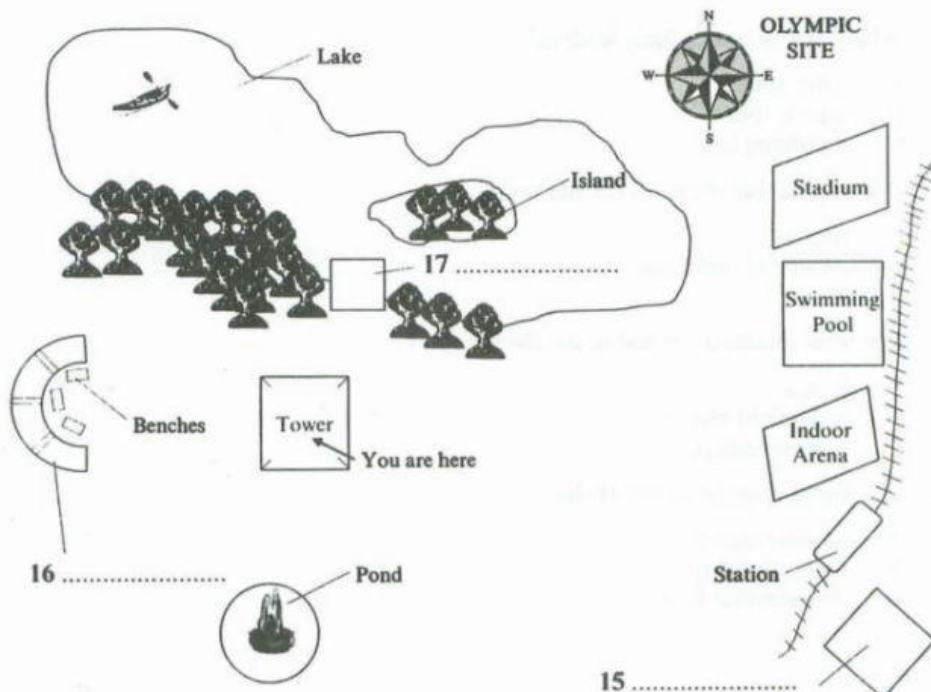 OLYMPIC
SITE
N
W E
S
Lake
Island
Stadium
17 ........................
Swimming
Pool
Benches
Tower
You are here
Indoor
Arena
16 ........................
Pond
Station
15 ........................